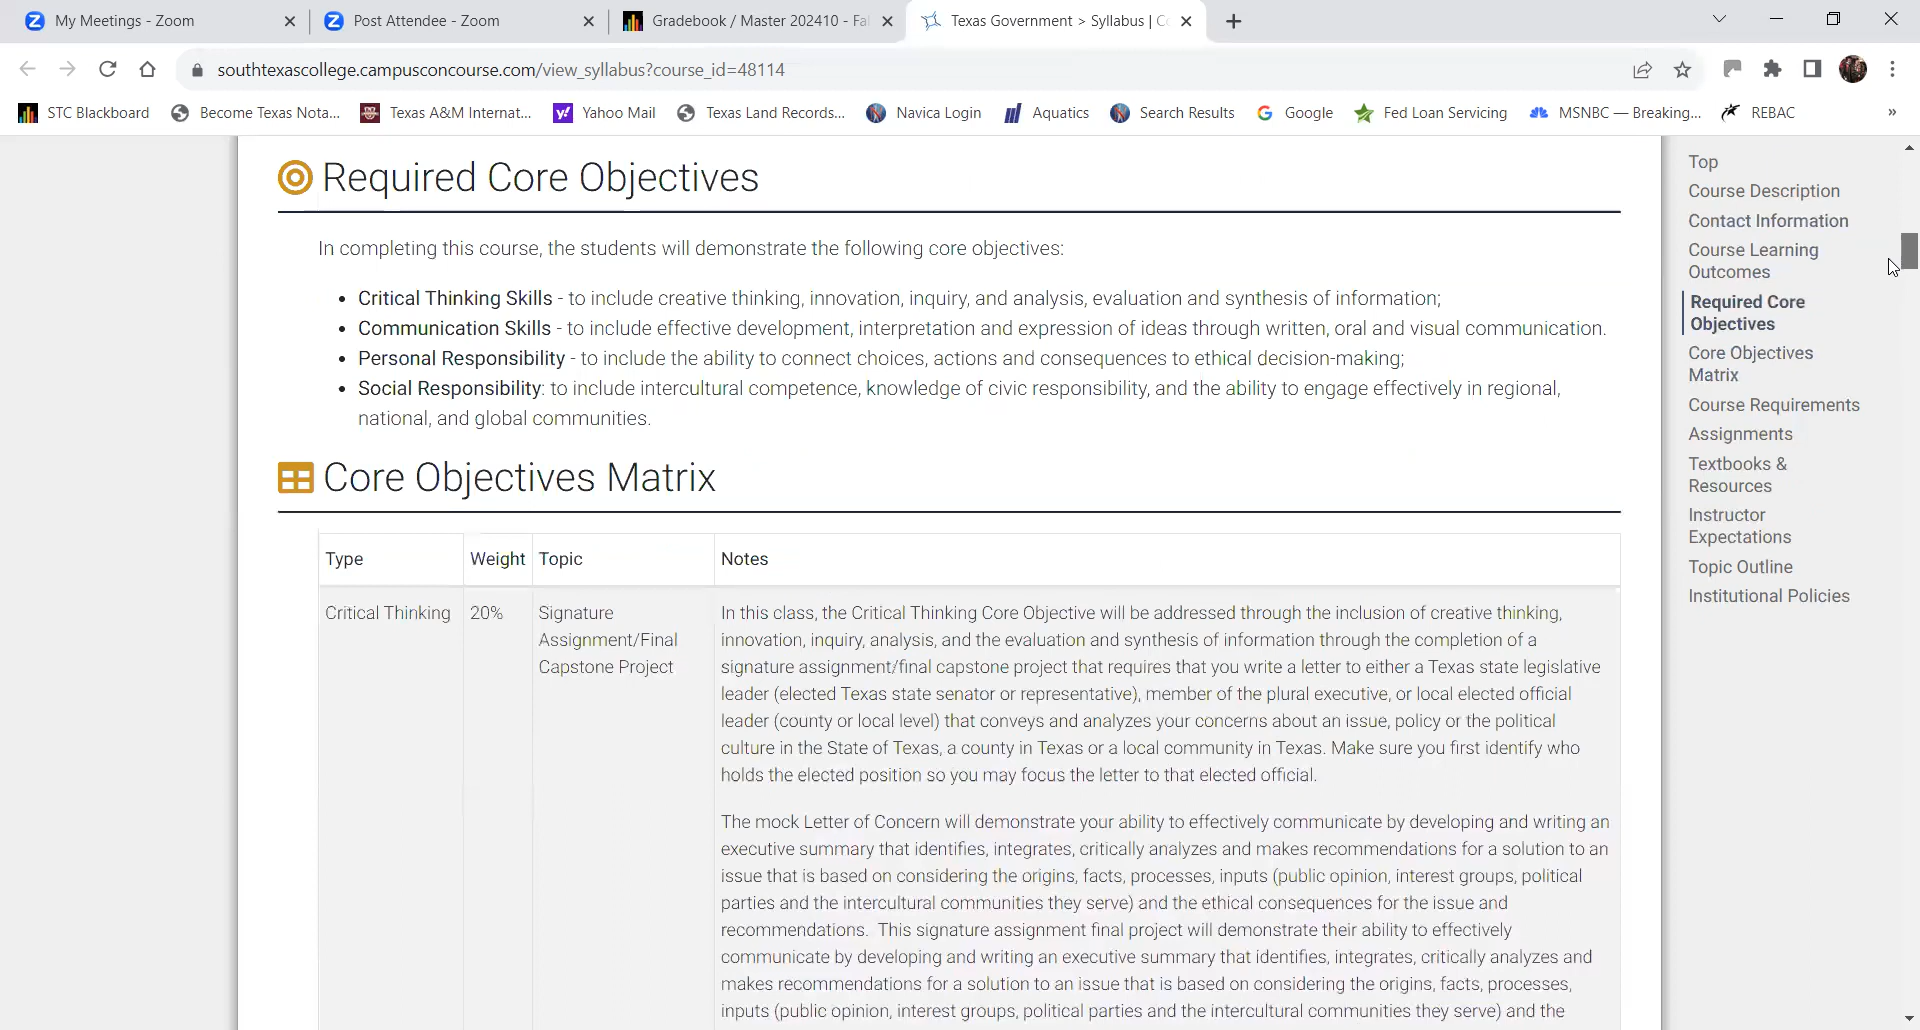 My Meetings - Zoom
Post Attendee - Zoom
Gradebook / Master 202410 - Fal
Texas Government > Syllabus | Co
southtexascollege.campusconcourse.com/view_syllabus?course_id=48114
STC Blackboard
Become Texas Nota...
Texas A&M Internat...
Yahoo Mail
Texas Land Records...
Navica Login
Aquatics
Search Results
Google
Fed Loan Servicing
MSNBC — Breaking...
REBAC
»
Required Core Objectives
In completing this course, the students will demonstrate the following core objectives:
• Critical Thinking Skills - to include creative thinking, innovation, inquiry, and analysis, evaluation and synthesis of information;
• Communication Skills - to include effective development, interpretation and expression of ideas through written, oral and visual communication.
• Personal Responsibility - to include the ability to connect choices, actions and consequences to ethical decision-making;
• Social Responsibility: to include intercultural competence, knowledge of civic responsibility, and the ability to engage effectively in regional,
national, and global communities.
Core Objectives Matrix
Type Weight Topic Notes
Critical Thinking
20%
Signature
Assignment/Final
Capstone Project
In this class, the Critical Thinking Core Objective will be addressed through the inclusion of creative thinking,
innovation, inquiry, analysis, and the evaluation and synthesis of information through the completion of a
signature assignment/final capstone project that requires that you write a letter to either a Texas state legislative
leader (elected Texas state senator or representative), member of the plural executive, or local elected official
leader (county or local level) that conveys and analyzes your concerns about an issue, policy or the political
culture in the State of Texas, a county in Texas or a local community in Texas. Make sure you first identify who
holds the elected position so you may focus the letter to that elected official.
The mock Letter of Concern will demonstrate your ability to effectively communicate by developing and writing an
executive summary that identifies, integrates, critically analyzes and makes recommendations for a solution to an
issue that is based on considering the origins, facts, processes, inputs (public opinion, interest groups, political
parties and the intercultural communities they serve) and the ethical consequences for the issue and
recommendations. This signature assignment final project will demonstrate their ability to effectively
communicate by developing and writing an executive summary that identifies, integrates, critically analyzes and
makes recommendations for a solution to an issue that is based on considering the origins, facts, processes,
inputs (public opinion, interest groups, political parties and the intercultural communities they serve) and the
Top
Course Description
Contact Information
Course Learning
Outcomes
Required Core
Objectives
Core Objectives
Matrix
Course Requirements
Assignments
Textbooks &
Resources
Instructor
Expectations
Topic Outline
Institutional Policies